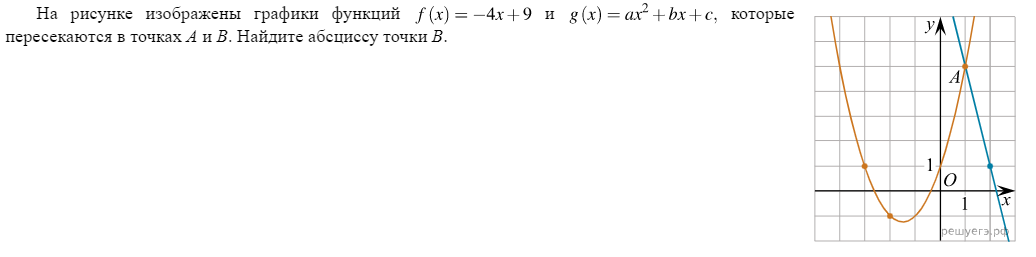 На рисунке изображены графики функций f(x) = −4x + 9 и g(x) = ax² + bx + c, которые
пересекаются в точках A и B. Найдите абсциссу точки B.
y
A
1
O
1
x
решуегэ.рф